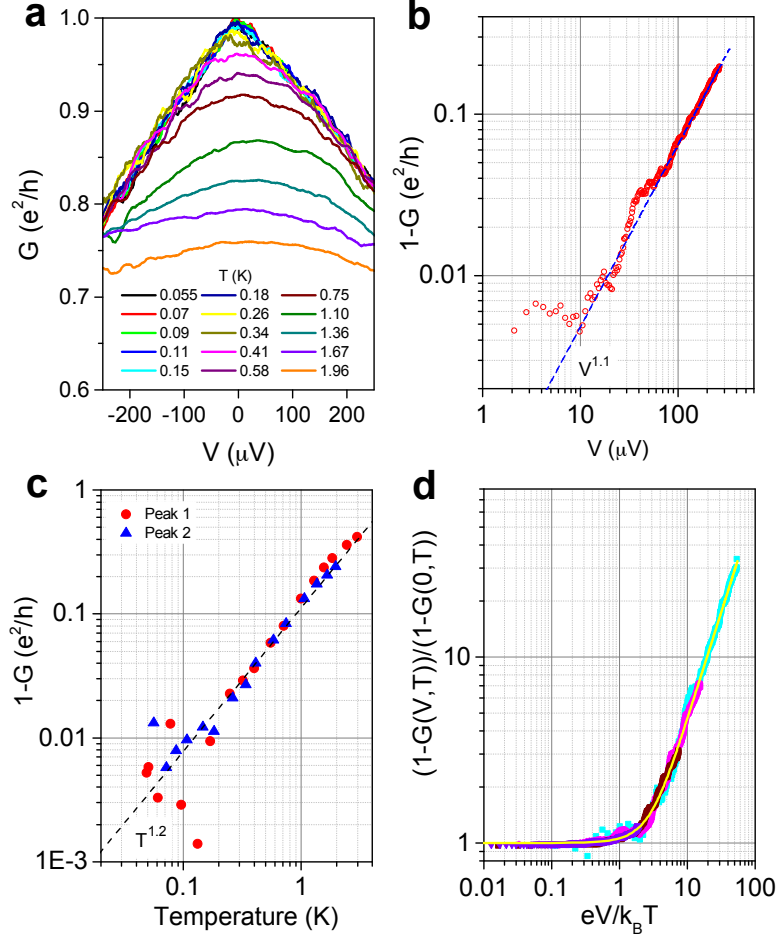 a
1.0
0.9
0.8
0.7
0.6
G (e²/h)
T (K)
0.055 0.18 0.75
0.07 0.26 1.10
0.09 0.34 1.36
0.11 0.41 1.67
0.15 0.58 1.96
-200 -100 0 100 200
V (μV)
b
0.1
0.01
1-G (e²/h)
V^1.1
1 10 100
V (μV)
c
1
0.1
0.01
1E-3
1-G (e²/h)
Peak 1
Peak 2
T^1.2
0.1 1
Temperature (K)
d
10
1
(1-G(V,T))/(1-G(0,T))
0.01 0.1 1 10 100
eV/k_BT